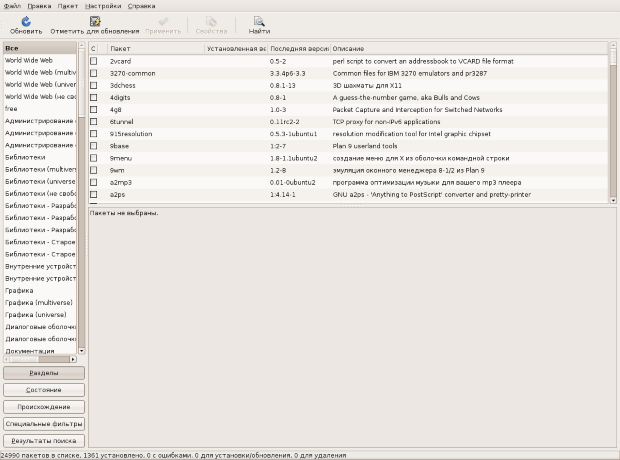 Файл Правка Пакет Настройки Справка
Обновить Отметить для обновления Применить Свойства Найти
Все
World Wide Web
World Wide Web (multiv
World Wide Web (univer
World Wide Web (не сво
free
Администрирование
Администрирование
Администрирование
Библиотеки
Библиотеки (multiver
Библиотеки (universe
Библиотеки (не свобо
Библиотеки - Разрабо
Библиотеки - Разрабо
Библиотеки - Разрабо
Библиотеки - Старое
Библиотеки - Старое
Внутренние устройст
Внутренние устройст
Графика
Графика (multiverse)
Графика (universe)
Диалоговые оболочк
Диалоговые оболочк
Документация
Разделы
Состояние
Происхождение
Специальные фильтры
Результаты поиска
С Пакет Установленная ве Последняя верси Описание
2vcard 0.5-2 perl script to convert an addressbook to VCARD file format
3270-common 3.3.4p6-3.3 Common files for IBM 3270 emulators and pr3287
3dchess 0.8.1-13 3D шахматы для X11
4digits 0.8-1 A guess-the-number game, aka Bulls and Cows
4g8 1.0-3 Packet Capture and Interception for Switched Networks
6tunnel 0.11rc2-2 TCP proxy for non-IPv6 applications
915resolution 0.5.3-1ubuntu1 resolution modification tool for Intel graphic chipset
9base 1:2-7 Plan 9 userland tools
9menu 1.8-1.1ubuntu2 создание меню для X из оболочки командной строки
9wm 1.2-8 эмуляция оконного менеджера 8-1/2 из Plan 9
a2mp3 0.01-0ubuntu2 программа оптимизации музыки для вашего mp3 плеера
a2ps 1:4.14-1 GNU a2ps - 'Anything to PostScript' converter and pretty-printer
Пакеты не выбраны.
24990 пакетов в списке, 1361 установлено, 0 с ошибками. 0 для установки/обновления, 0 для удаления